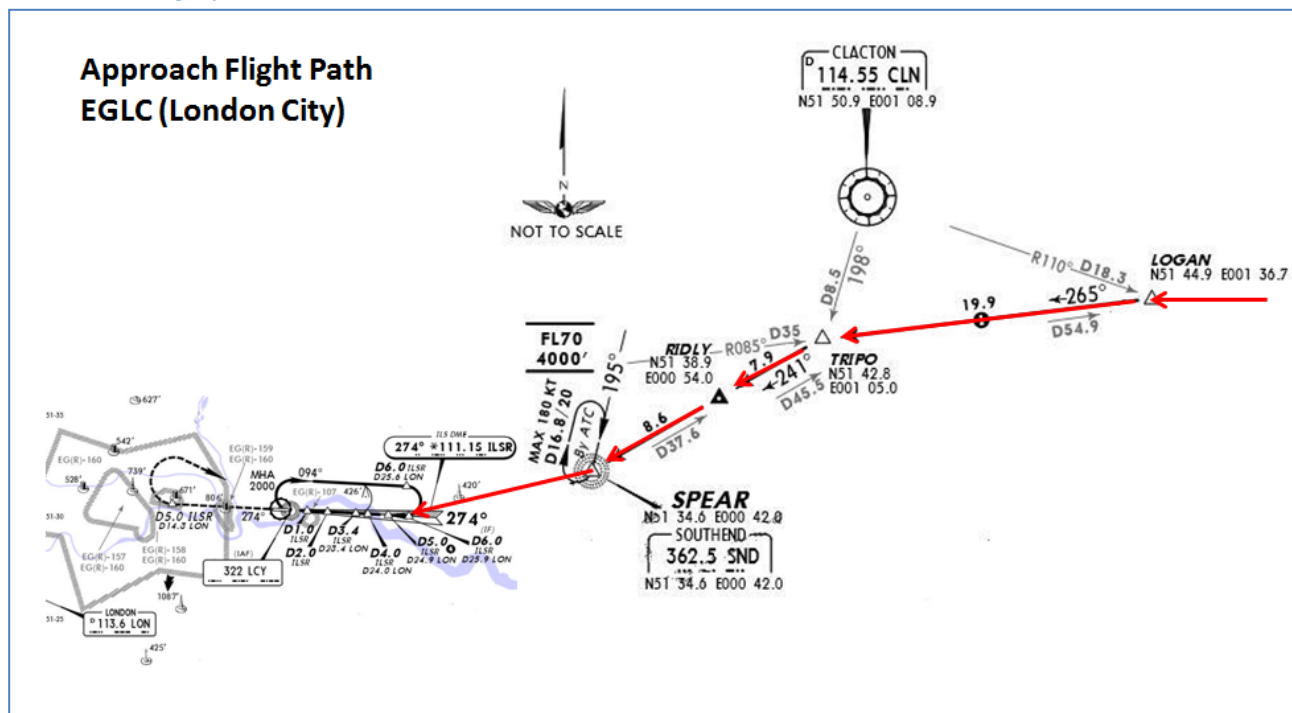 Approach Flight Path
EGLC (London City)
CLACTON
D 114.55 CLN
N51 50.9 E001 08.9
N
NOT TO SCALE
R110° D18.3
LOGAN
N51 44.9 E001 36.7
D8.5
198°
19.9
265°
D54.9
FL70
4000'
MAX 180 KT
D16.8/20
By ATC
195°
RIDLY
N51 38.9
E000 54.0
R085° D35
7.9
241°
D45.5
TRIPO
N51 42.8
E001 05.0
8.6
D37.6
SPEAR
N51 34.6 E000 42.0
SOUTHEND
362.5 SND
N51 34.6 E000 42.0
627'
51-35
542'
EG(R)-160
EG(R)-159
EG(R)-160
739'
528'
671'
806'
MHA
2000
094°
EG(R)-107
426'
D6.0 ILSR
D25.6 LON
ILS DME
274° *111.15 ILSR
420'
51-30
D5.0 ILSR
D14.3 LON
274°
274°
(IF)
D1.0
ILSR
D2.0
ILSR
D3.4
ILSR
D23.4 LON
D4.0
ILSR
D24.0 LON
D5.0
ILSR
D24.9 LON
D6.0
ILSR
D25.9 LON
EG(R)-157
EG(R)-160
EG(R)-158
EG(R)-160
(IAF)
322 LCY
1087'
51-25
LONDON
D 113.6 LON
425'